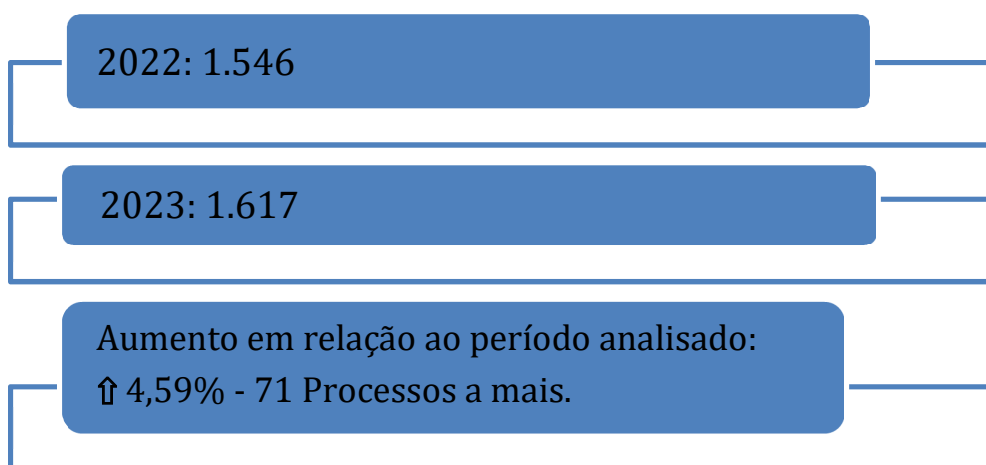 2022: 1.546
2023: 1.617
Aumento em relação ao período analisado:
⇧ 4,59% - 71 Processos a mais.